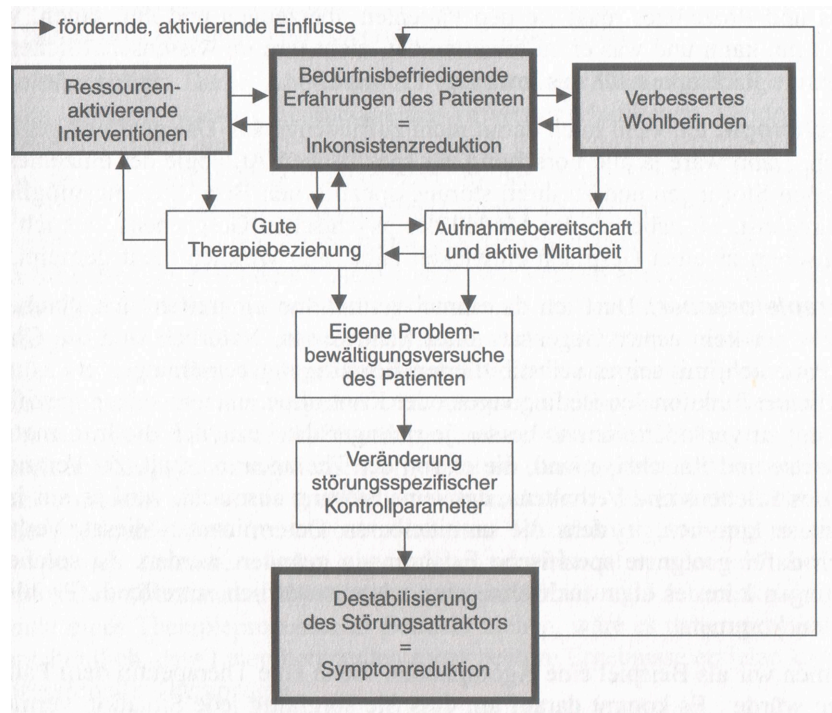 fördernde, aktivierende Einflüsse
Ressourcen-
aktivierende
Interventionen
Bedürfnisbefriedigende
Erfahrungen des Patienten
=
Inkonsistenzreduktion
Verbessertes
Wohlbefinden
Gute
Therapiebeziehung
Aufnahmebereitschaft
und aktive Mitarbeit
Eigene Problem-
bewältigungsversuche
des Patienten
Veränderung
störungsspezifischer
Kontrollparameter
Destabilisierung
des Störungsattraktors
=
Symptomreduktion